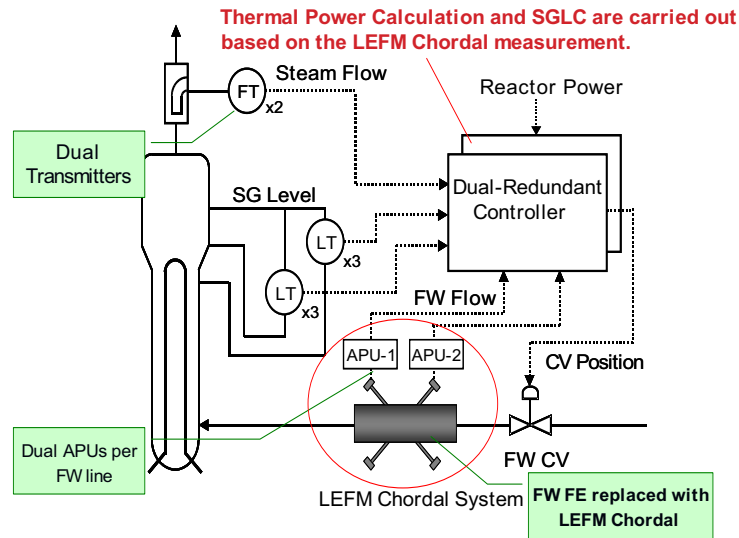 Thermal Power Calculation and SGLC are carried out
based on the LEFM Chordal measurement.
Steam Flow
FT
x2
Reactor Power
Dual
Transmitters
Dual-Redundant
Controller
SG Level
LT
x3
LT
x3
FW Flow
APU-1
APU-2
CV Position
Dual APUs per
FW line
FW CV
LEFM Chordal System
FW FE replaced with
LEFM Chordal